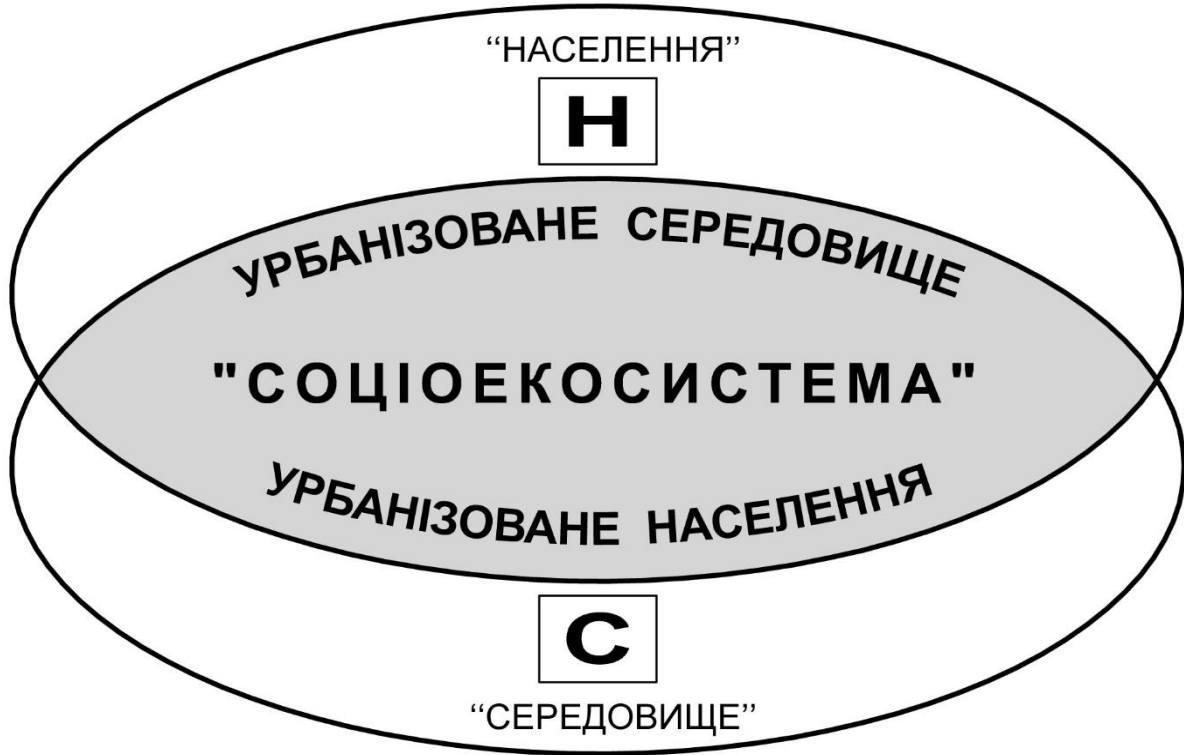 ‘‘НАСЕЛЕННЯ’’
Н
УРБАНІЗОВАНЕ СЕРЕДОВИЩЕ
"СОЦІОЕКОСИСТЕМА"
УРБАНІЗОВАНЕ НАСЕЛЕННЯ
С
‘‘СЕРЕДОВИЩЕ’’